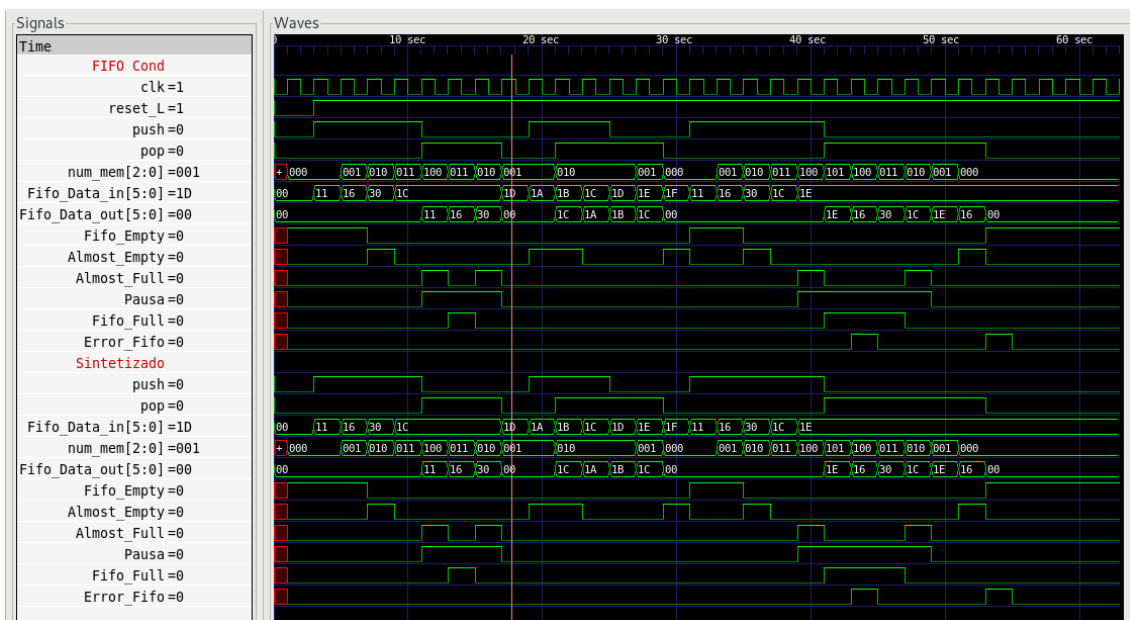 Signals
Waves
Time
10 sec 20 sec 30 sec 40 sec 50 sec 60 sec
FIFO Cond
clk=1
reset_L=1
push=0
pop=0
num_mem[2:0]=001 + 000 001 010 011 100 011 010 001 010 001 000 001 010 011 100 101 100 011 010 001 000
Fifo_Data_in[5:0]=1D 00 11 16 30 1C 1D 1A 1B 1C 1D 1E 1F 11 16 30 1C 1E
Fifo_Data_out[5:0]=00 00 11 16 30 00 1C 1A 1B 1C 00 1E 16 30 1C 1E 16 00
Fifo_Empty=0
Almost_Empty=0
Almost_Full=0
Pausa=0
Fifo_Full=0
Error_Fifo=0
Sintetizado
push=0
pop=0
Fifo_Data_in[5:0]=1D 00 11 16 30 1C 1D 1A 1B 1C 1D 1E 1F 11 16 30 1C 1E
num_mem[2:0]=001 + 000 001 010 011 100 011 010 001 010 001 000 001 010 011 100 101 100 011 010 001 000
Fifo_Data_out[5:0]=00 00 11 16 30 00 1C 1A 1B 1C 00 1E 16 30 1C 1E 16 00
Fifo_Empty=0
Almost_Empty=0
Almost_Full=0
Pausa=0
Fifo_Full=0
Error_Fifo=0